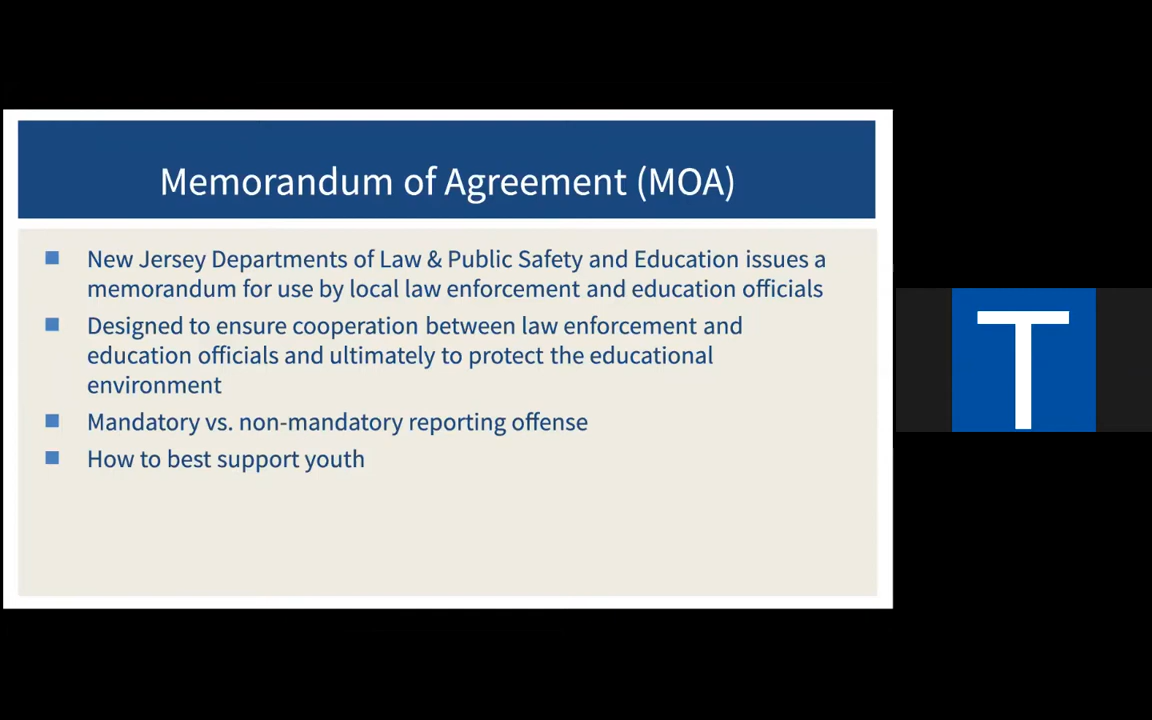 Memorandum of Agreement (MOA)
New Jersey Departments of Law & Public Safety and Education issues a
memorandum for use by local law enforcement and education officials
Designed to ensure cooperation between law enforcement and
education officials and ultimately to protect the educational
environment
Mandatory vs. non-mandatory reporting offense
How to best support youth
T